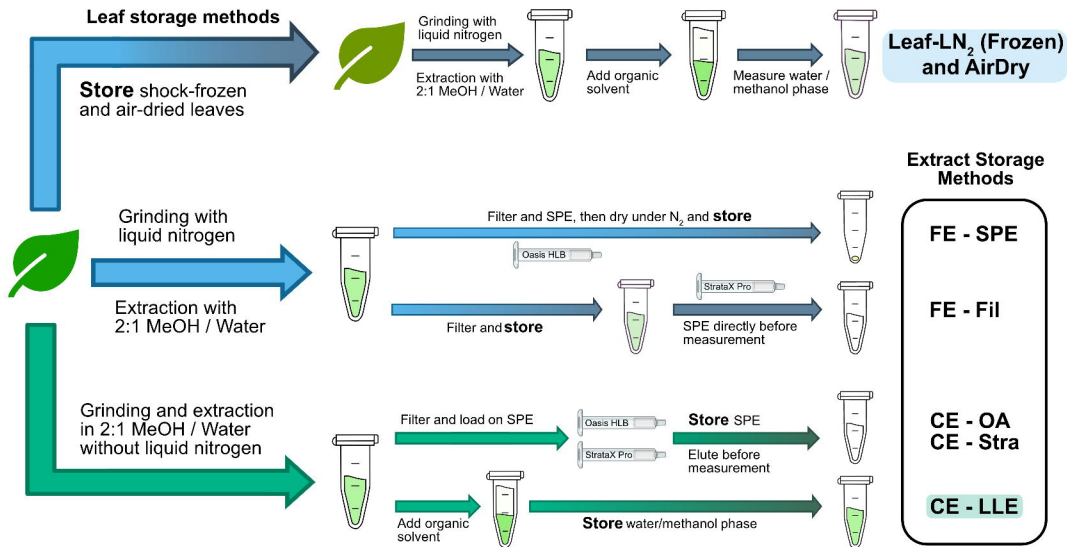 Leaf storage methods
Store shock-frozen
and air-dried leaves
Grinding with
liquid nitrogen
Extraction with
2:1 MeOH / Water
Add organic
solvent
Measure water /
methanol phase
Leaf-LN₂ (Frozen)
and AirDry
Extract Storage
Methods
Grinding with
liquid nitrogen
Extraction with
2:1 MeOH / Water
Filter and SPE, then dry under N₂ and store
Oasis HLB
FE - SPE
Filter and store
StrataX Pro
SPE directly before
measurement
FE - Fil
Grinding and extraction
in 2:1 MeOH / Water
without liquid nitrogen
Filter and load on SPE
Oasis HLB
StrataX Pro
Store SPE
Elute before
measurement
CE - OA
CE - Stra
Add organic
solvent
Store water/methanol phase
CE - LLE